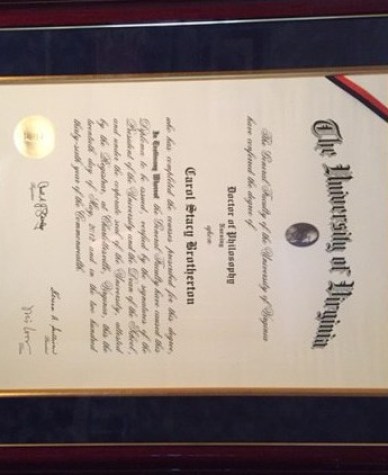 The University of Virginia
The General Faculty of the University of Virginia
have conferred the degree of
Doctor of Philosophy
Nursing
upon
Carol Stacy Brotherton
who has completed the courses prescribed for this degree,
In Testimony Whereof, the General Faculty have caused this
Diploma to be issued, verified by the signatures of the
President of the University and the Dean of the School,
and under the corporate seal of the University, attested
by the Registrar, at Charlottesville, Virginia, this the
twentieth day of May, 2012 and in the two hundred
thirty-sixth year of the Commonwealth.